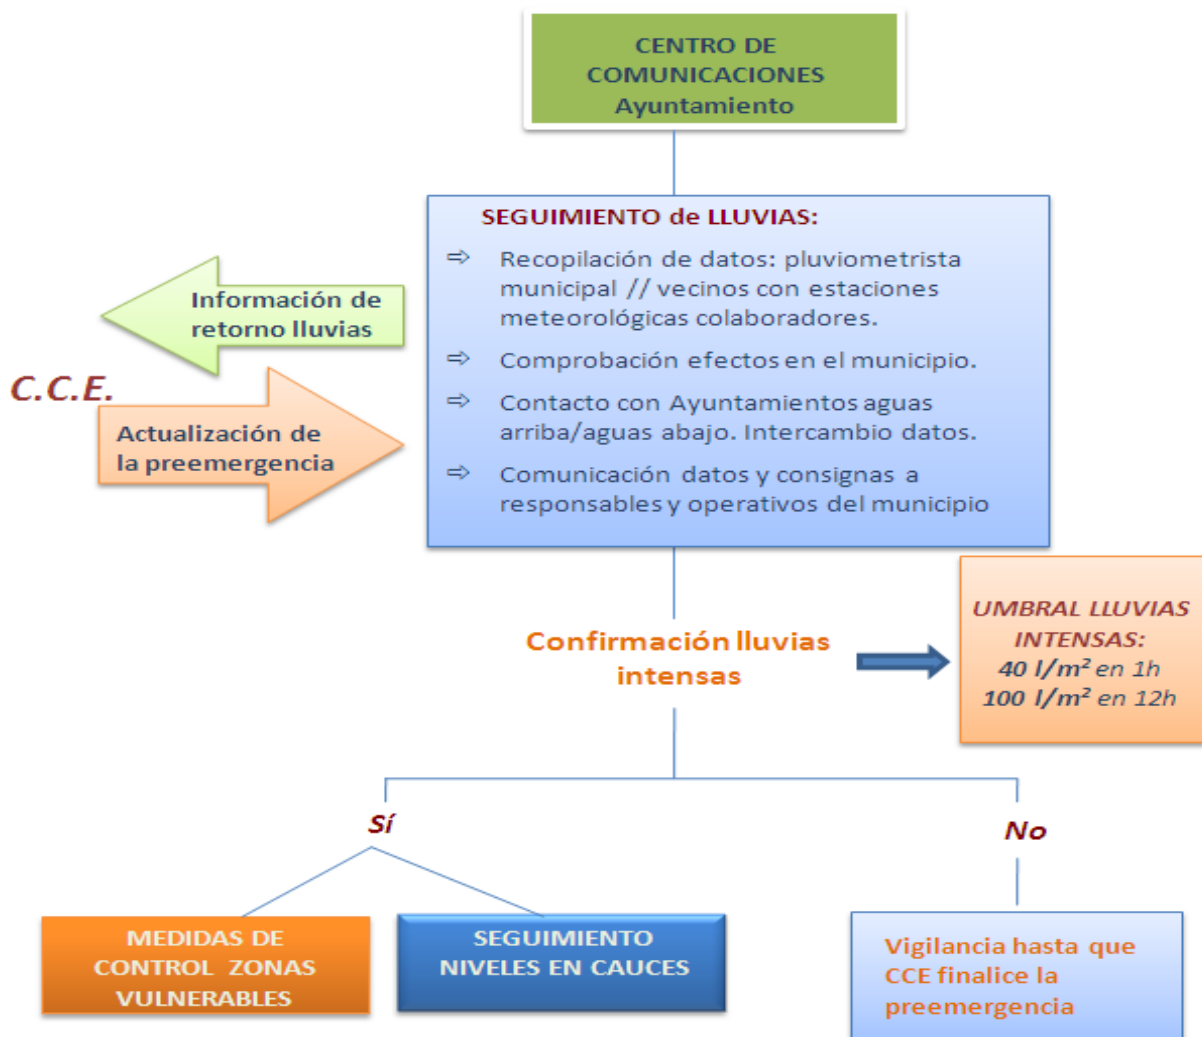 CENTRO DE
COMUNICACIONES
Ayuntamiento
SEGUIMIENTO de LLUVIAS:
⇨ Recopilación de datos: pluviometrista
municipal // vecinos con estaciones
meteorológicas colaboradores.
⇨ Comprobación efectos en el municipio.
⇨ Contacto con Ayuntamientos aguas
arriba/aguas abajo. Intercambio datos.
⇨ Comunicación datos y consignas a
responsables y operativos del municipio
Información de
retorno lluvias
C.C.E.
Actualización de
la preemergencia
Confirmación lluvias
intensas
UMBRAL LLUVIAS
INTENSAS:
40 l/m² en 1h
100 l/m² en 12h
Sí
No
MEDIDAS DE
CONTROL ZONAS
VULNERABLES
SEGUIMIENTO
NIVELES EN CAUCES
Vigilancia hasta que
CCE finalice la
preemergencia